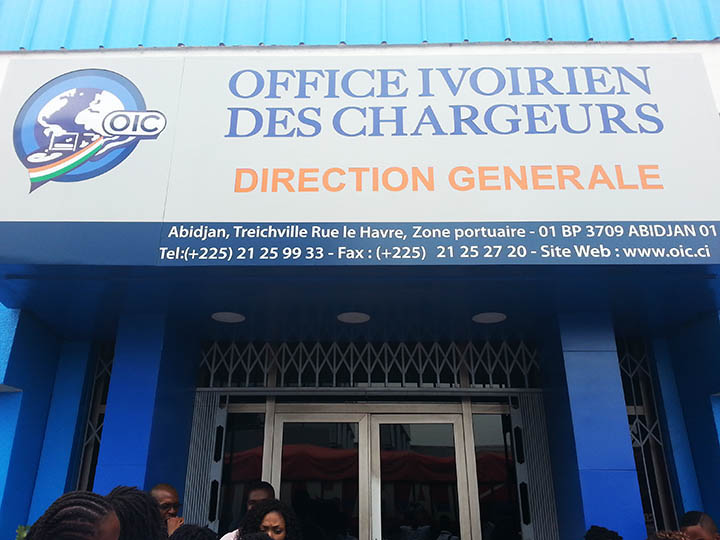 OIC
OFFICE IVOIRIEN
DES CHARGEURS
DIRECTION GENERALE
Abidjan, Treichville Rue le Havre, Zone portuaire - 01 BP 3709 ABIDJAN 01
Tel:(+225) 21 25 99 33 - Fax : (+225) 21 25 27 20 - Site Web : www.oic.ci